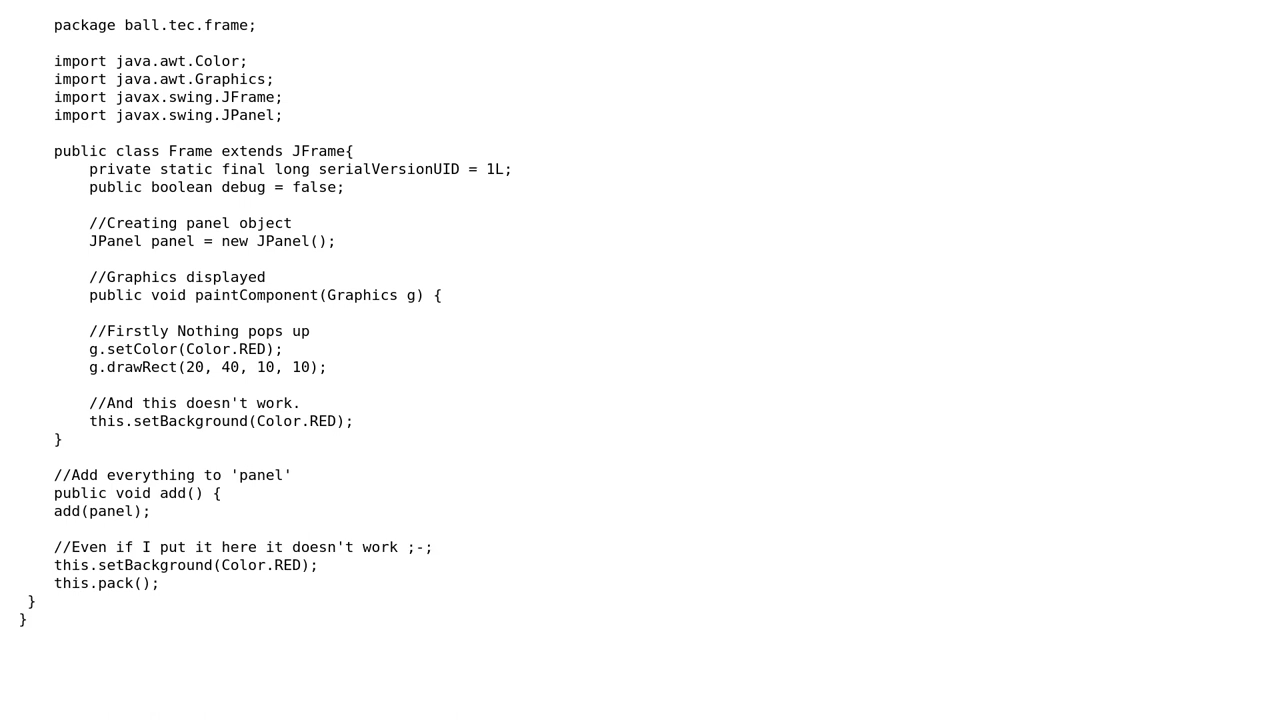 package ball.tec.frame;
import java.awt.Color;
import java.awt.Graphics;
import javax.swing.JFrame;
import javax.swing.JPanel;
public class Frame extends JFrame{
private static final long serialVersionUID = 1L;
public boolean debug = false;
//Creating panel object
JPanel panel = new JPanel();
//Graphics displayed
public void paintComponent(Graphics g) {
//Firstly Nothing pops up
g.setColor(Color.RED);
g.drawRect(20, 40, 10, 10);
//And this doesn't work.
this.setBackground(Color.RED);
}
//Add everything to 'panel'
public void add() {
add(panel);
//Even if I put it here it doesn't work ;-;
this.setBackground(Color.RED);
this.pack();
}
}